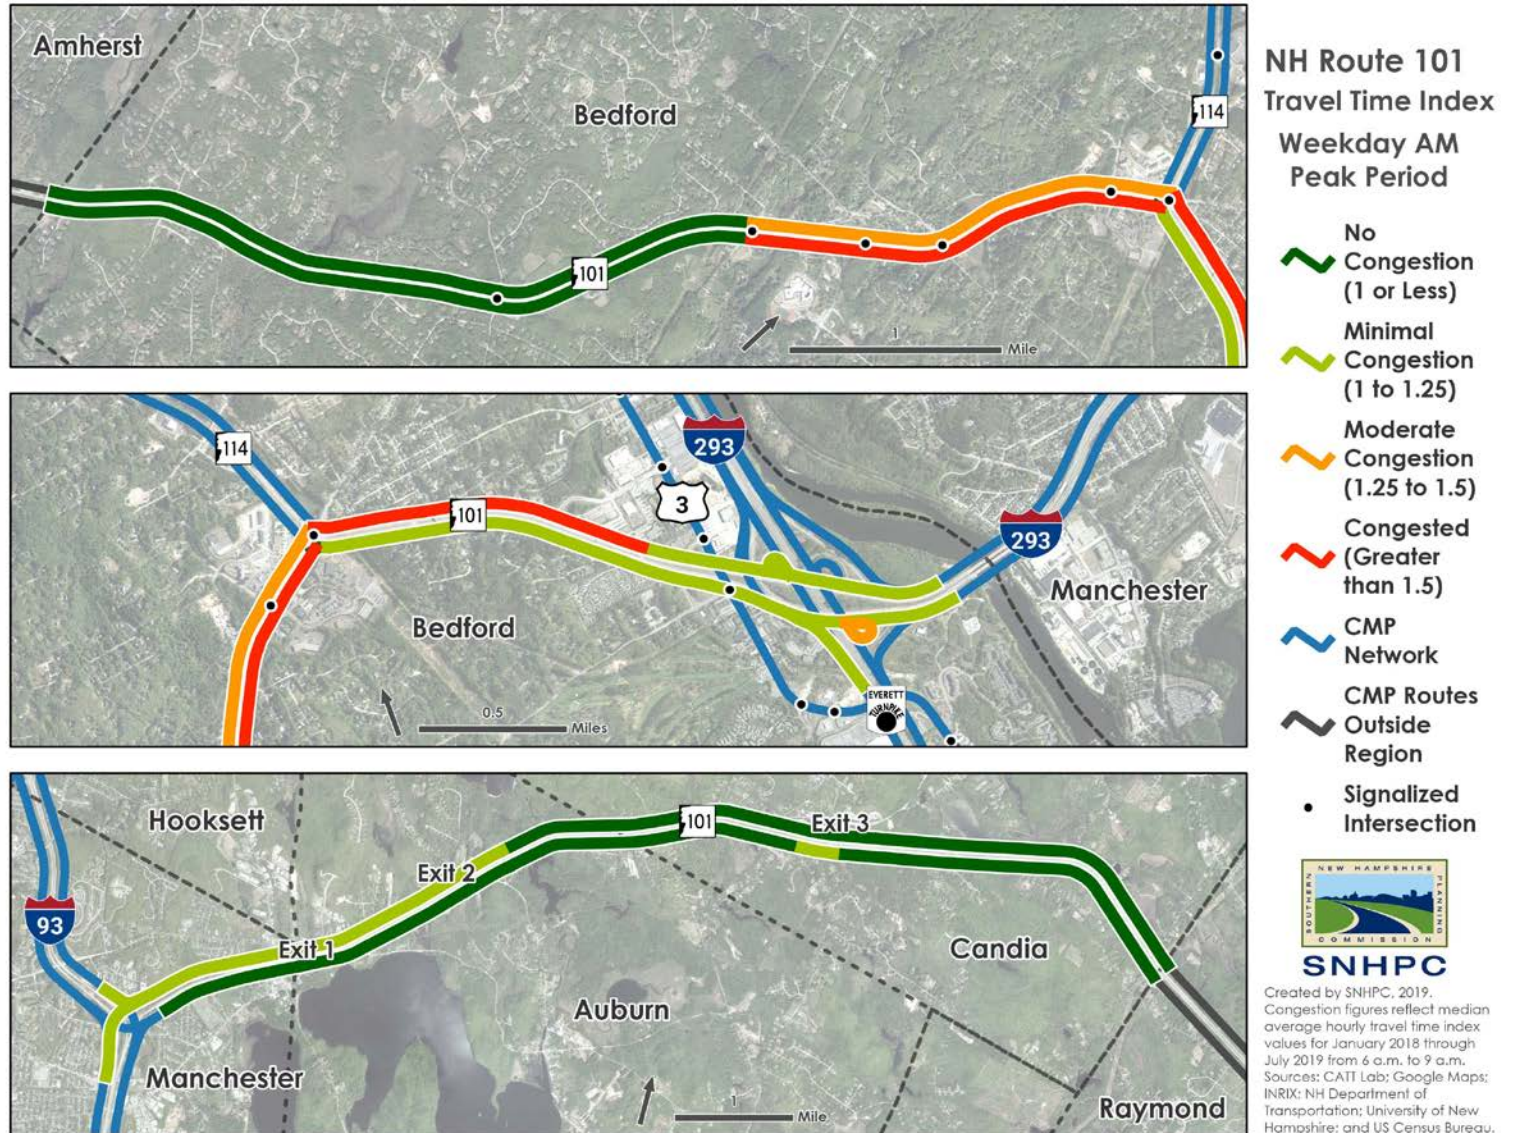 Amherst
Bedford
114
101
1
Mile
114
101
3
293
293
Manchester
Bedford
0.5
Miles
EVERETT
TURNPIKE
Hooksett
101
Exit 3
Exit 2
93
Exit 1
Candia
Auburn
Manchester
1
Mile
Raymond
NH Route 101
Travel Time Index
Weekday AM
Peak Period
No
Congestion
(1 or Less)
Minimal
Congestion
(1 to 1.25)
Moderate
Congestion
(1.25 to 1.5)
Congested
(Greater
than 1.5)
CMP
Network
CMP Routes
Outside
Region
Signalized
Intersection
SOUTHERN
NEW HAMPSHIRE
PLANNING
COMMISSION
SNHPC
Created by SNHPC, 2019.
Congestion figures reflect median
average hourly travel time index
values for January 2018 through
July 2019 from 6 a.m. to 9 a.m.
Sources: CATT Lab; Google Maps;
INRIX; NH Department of
Transportation; University of New
Hampshire; and US Census Bureau.